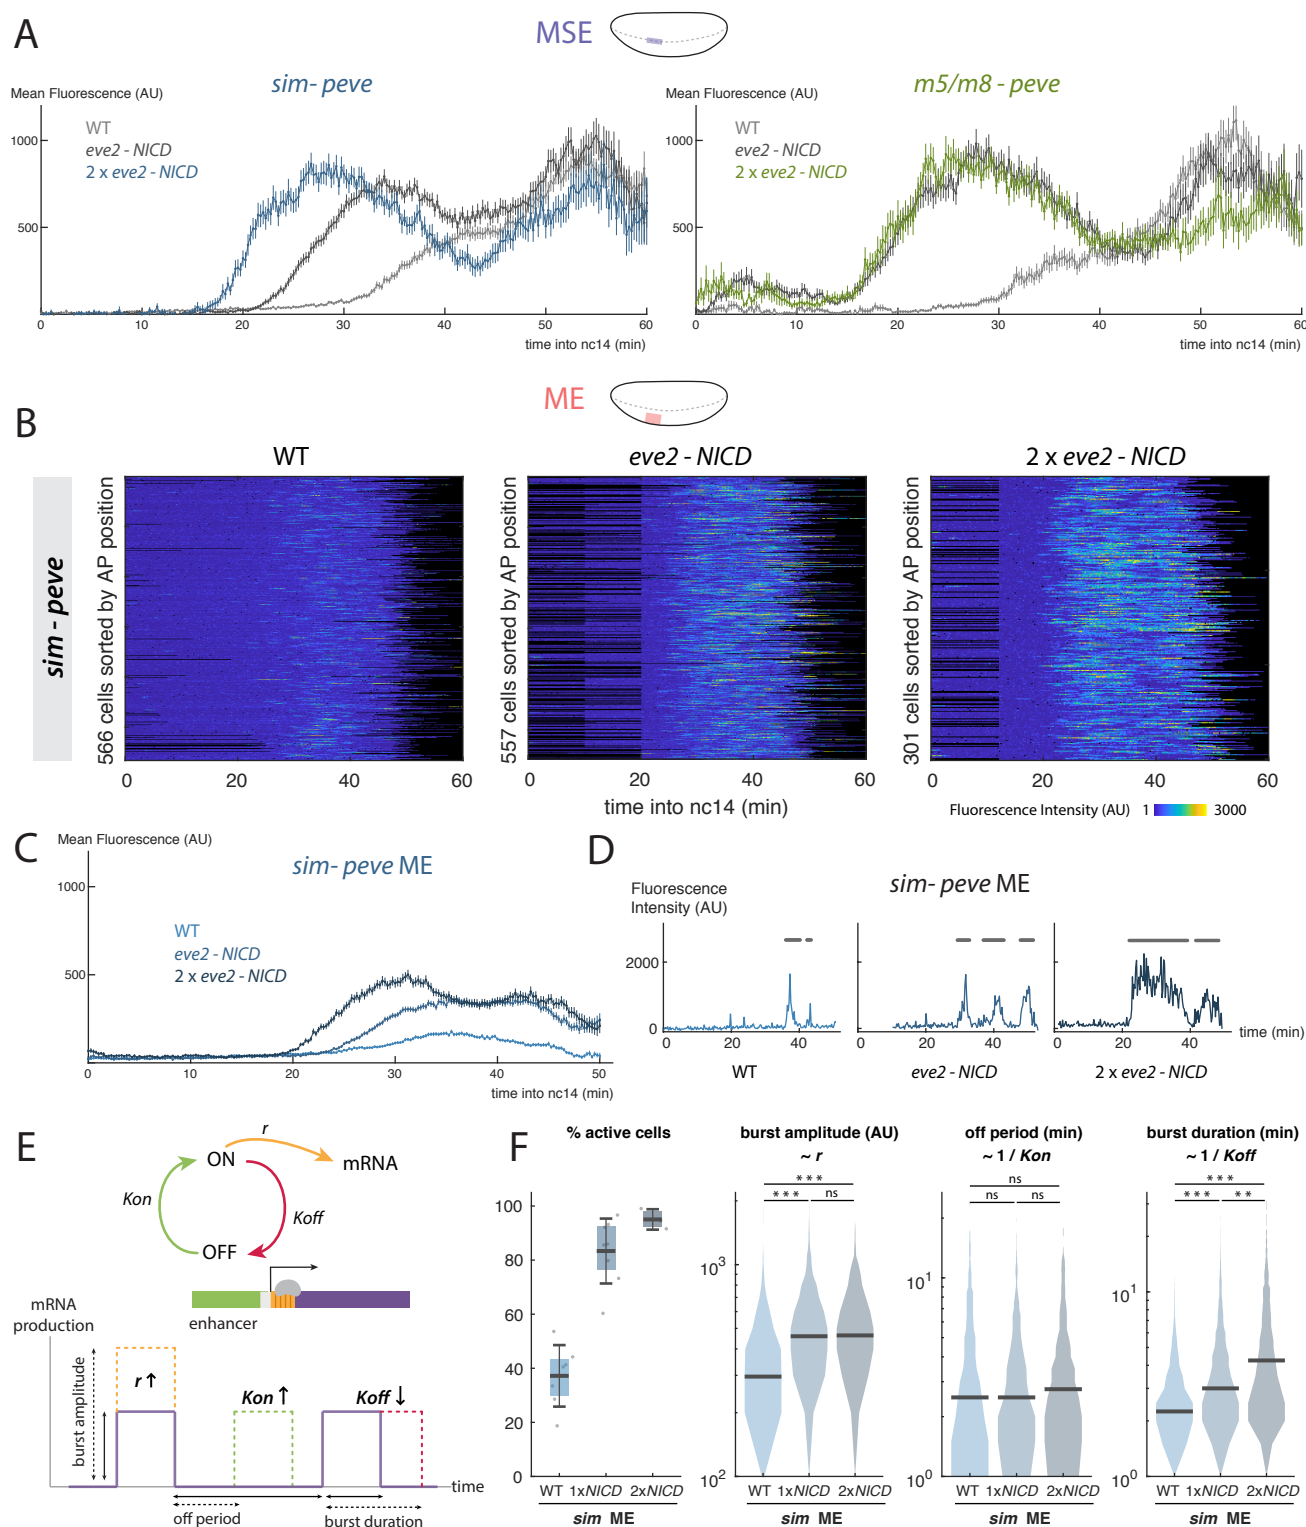 A
MSE
sim- peve
Mean Fluorescence (AU)
WT
eve2 - NICD
2 x eve2 - NICD
1000
500
0 10 20 30 40 50 60
time into nc14 (min)
m5/m8 - peve
Mean Fluorescence (AU)
WT
eve2 - NICD
2 x eve2 - NICD
1000
500
0 10 20 30 40 50 60
time into nc14 (min)
ME
B
sim - peve
WT
566 cells sorted by AP position
0 20 40 60
eve2 - NICD
557 cells sorted by AP position
0 20 40 60
2 x eve2 - NICD
301 cells sorted by AP position
0 20 40 60
time into nc14 (min)
Fluorescence Intensity (AU) 1 3000
C
Mean Fluorescence (AU)
sim- peve ME
1000
WT
eve2 - NICD
2 x eve2 - NICD
500
0 10 20 30 40 50
time into nc14 (min)
D
sim- peve ME
Fluorescence
Intensity (AU)
2000
0
0 20 40
0 20 40
0 20 40
time (min)
WT
eve2 - NICD
2 x eve2 - NICD
E
r
ON
mRNA
Kon
Koff
OFF
enhancer
mRNA
production
burst amplitude
r ↑
Kon ↑
Koff ↓
time
off period
burst duration
F
% active cells
100
80
60
40
20
0
WT 1xNICD 2xNICD
sim ME
burst amplitude (AU)
~ r
* * *
* * *
ns
10³
10²
WT 1xNICD 2xNICD
sim ME
off period (min)
~ 1 / Kon
ns
ns
ns
10¹
10⁰
WT 1xNICD 2xNICD
sim ME
burst duration (min)
~ 1 / Koff
* * *
* * *
* *
10¹
10⁰
WT 1xNICD 2xNICD
sim ME